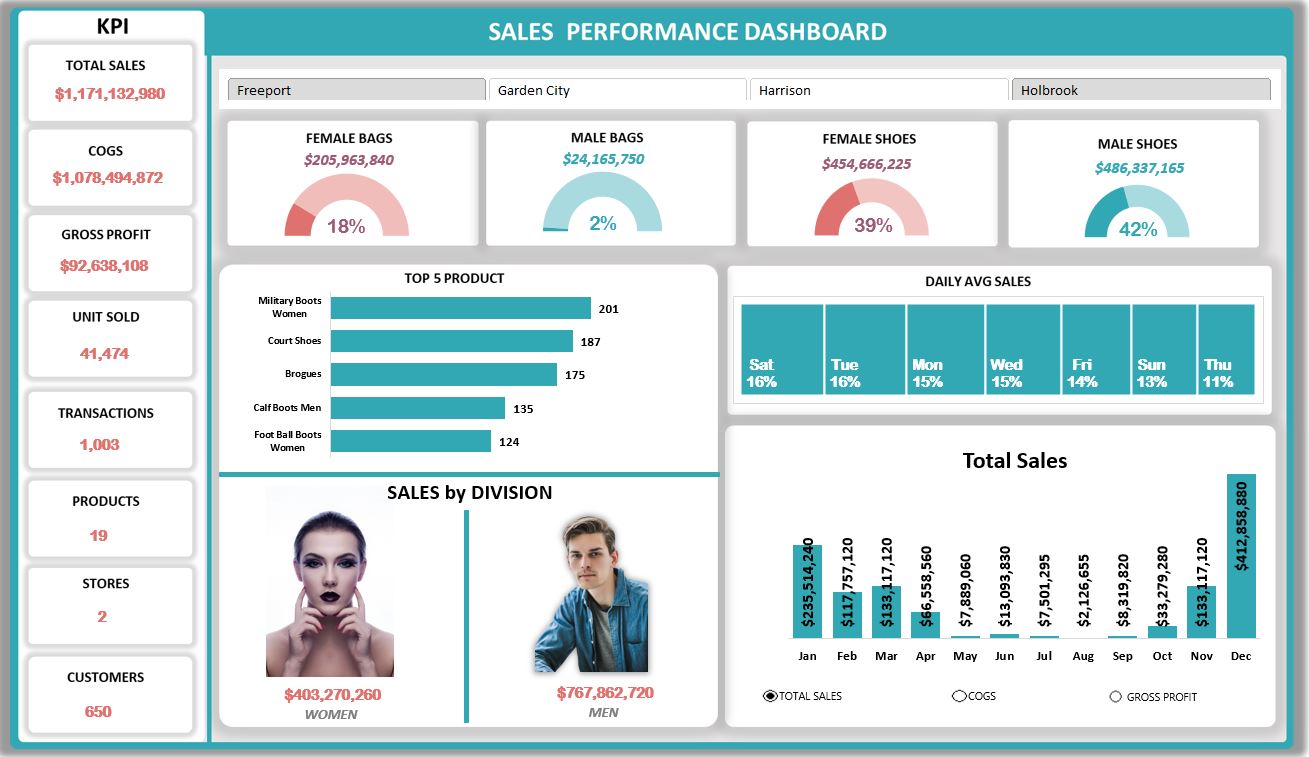 KPI
SALES PERFORMANCE DASHBOARD
TOTAL SALES
$1,171,132,980
COGS
$1,078,494,872
GROSS PROFIT
$92,638,108
UNIT SOLD
41,474
TRANSACTIONS
1,003
PRODUCTS
19
STORES
2
CUSTOMERS
650
Freeport
Garden City
Harrison
Holbrook
FEMALE BAGS
$205,963,840
18%
MALE BAGS
$24,165,750
2%
FEMALE SHOES
$454,666,225
39%
MALE SHOES
$486,337,165
42%
TOP 5 PRODUCT
Military Boots
Women
201
Court Shoes
187
Brogues
175
Calf Boots Men
135
Foot Ball Boots
Women
124
DAILY AVG SALES
Sat
16%
Tue
16%
Mon
15%
Wed
15%
Fri
14%
Sun
13%
Thu
11%
SALES by DIVISION
$403,270,260
WOMEN
$767,862,720
MEN
Total Sales
$235,514,240
$117,757,120
$133,117,120
$66,558,560
$7,889,060
$13,093,830
$7,501,295
$2,126,655
$8,319,820
$33,279,280
$133,117,120
$412,858,880
Jan Feb Mar Apr May Jun Jul Aug Sep Oct Nov Dec
TOTAL SALES
COGS
GROSS PROFIT